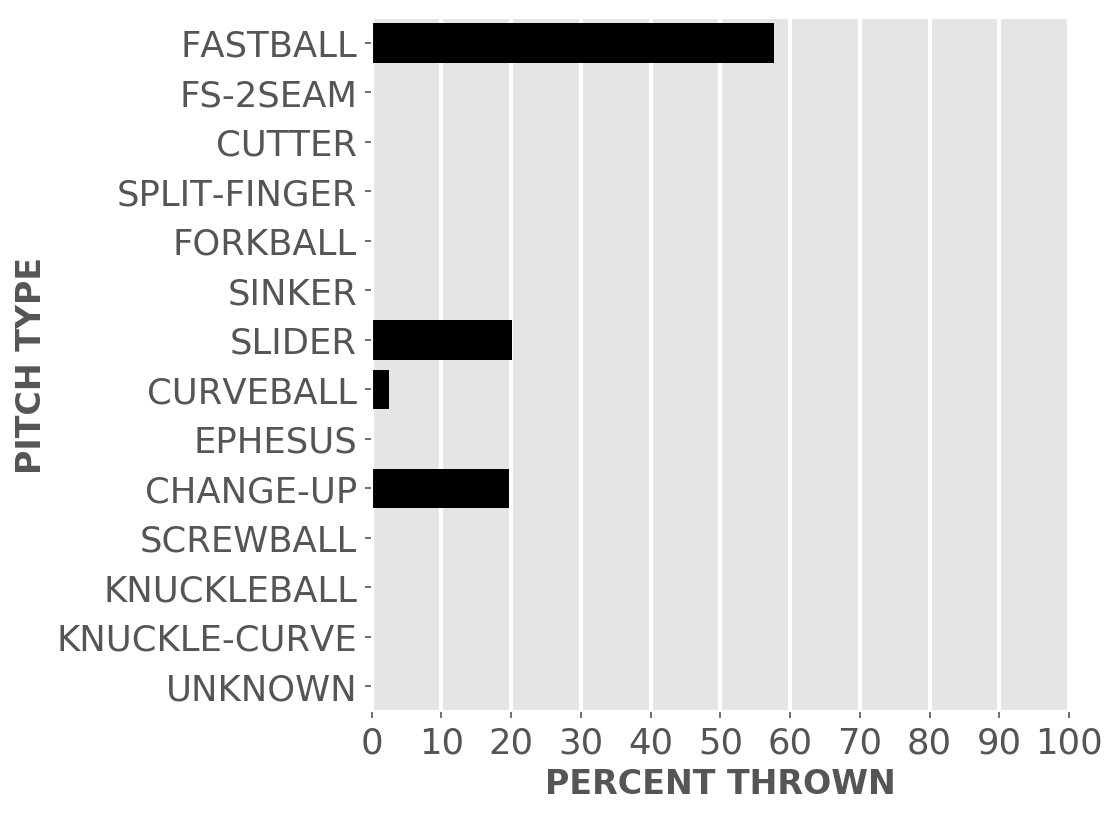 PITCH TYPE
FASTBALL
FS-2SEAM
CUTTER
SPLIT-FINGER
FORKBALL
SINKER
SLIDER
CURVEBALL
EPHESUS
CHANGE-UP
SCREWBALL
KNUCKLEBALL
KNUCKLE-CURVE
UNKNOWN
0 10 20 30 40 50 60 70 80 90 100
PERCENT THROWN